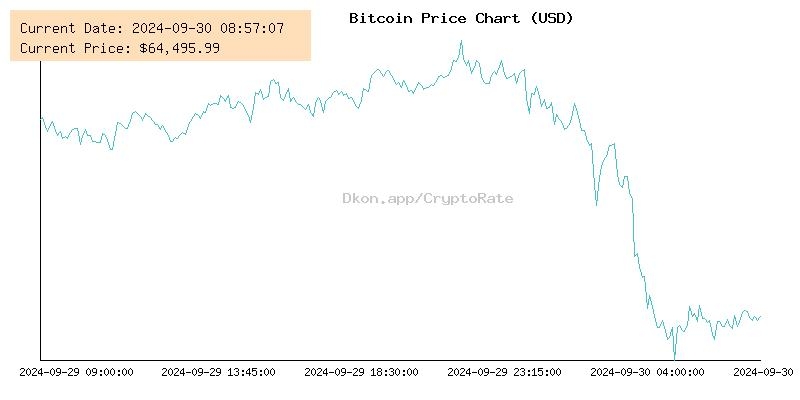 Bitcoin Price Chart (USD)
Current Date: 2024-09-30 08:57:07
Current Price: $64,495.99
Dkon.app/CryptoRate
2024-09-29 09:00:00 2024-09-29 13:45:00 2024-09-29 18:30:00 2024-09-29 23:15:00 2024-09-30 04:00:00 2024-09-30